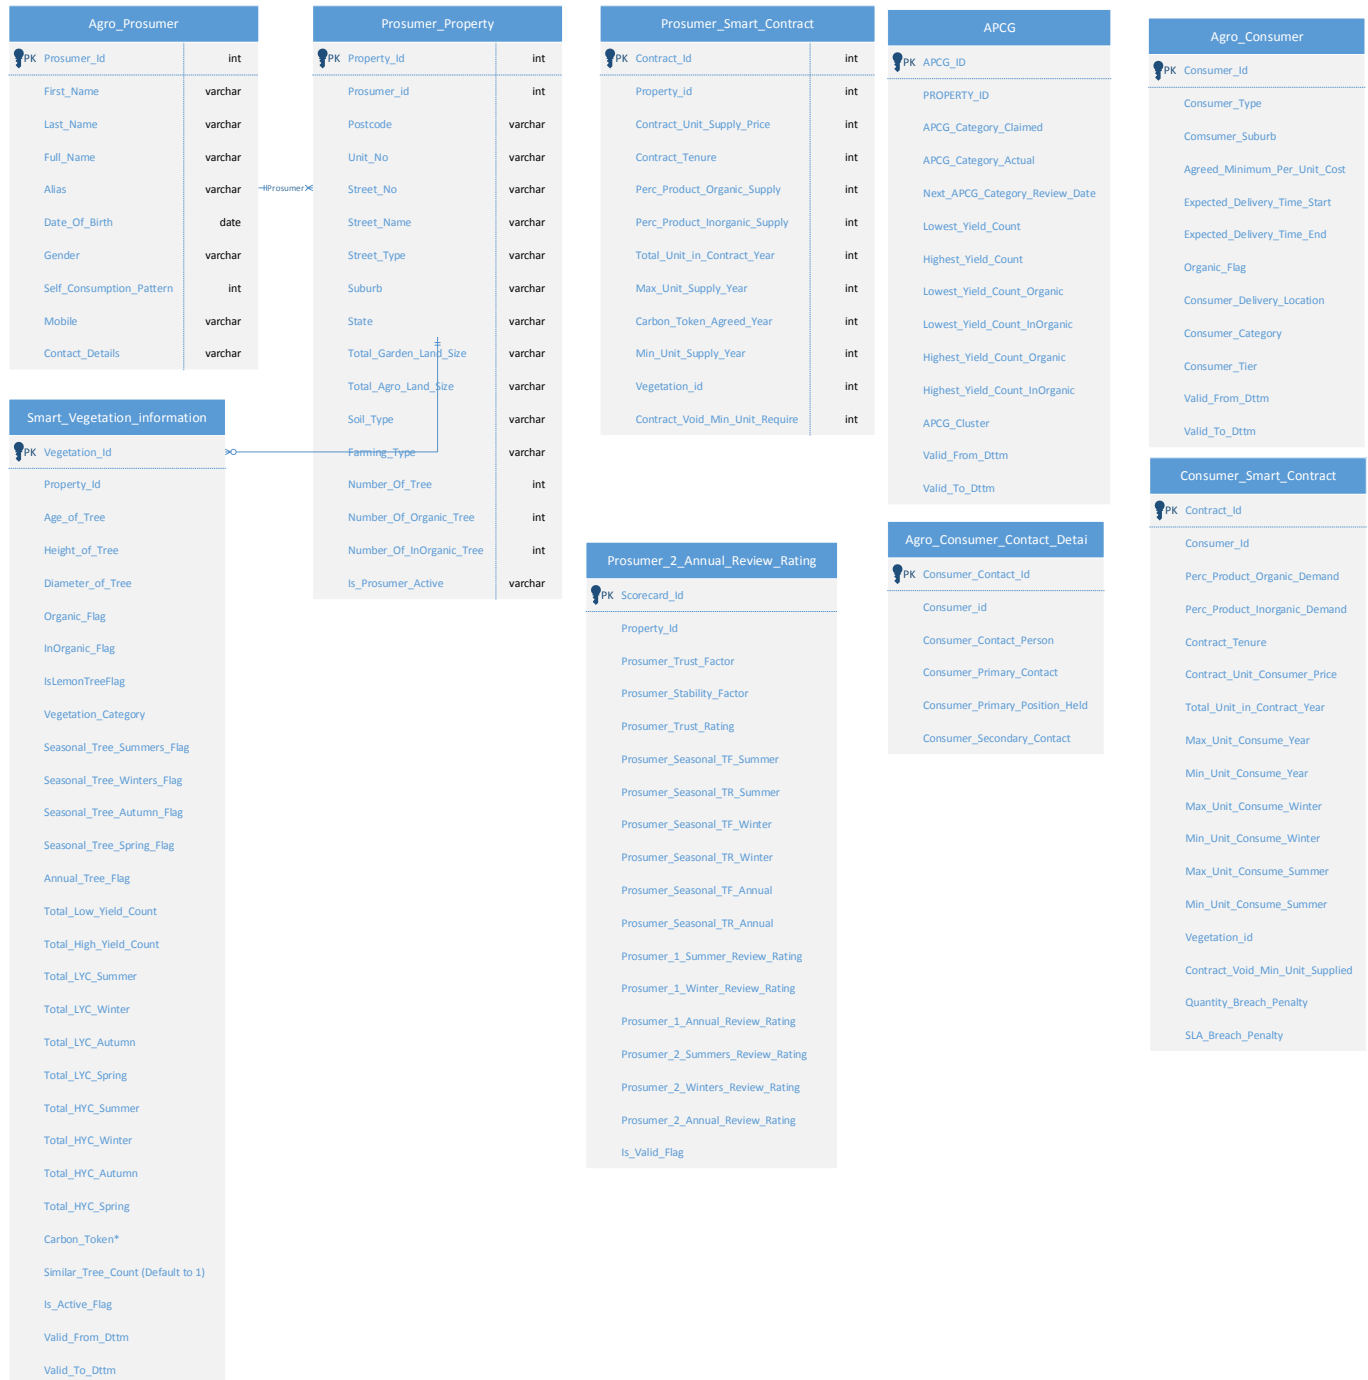 Agro_Prosumer
PK Prosumer_Id int
First_Name varchar
Last_Name varchar
Full_Name varchar
Alias varchar
Date_Of_Birth date
Gender varchar
Self_Consumption_Pattern int
Mobile varchar
Contact_Details varchar
Prosumer
Prosumer_Property
PK Property_Id int
Prosumer_id int
Postcode varchar
Unit_No varchar
Street_No varchar
Street_Name varchar
Street_Type varchar
Suburb varchar
State varchar
Total_Garden_Land_Size varchar
Total_Agro_Land_Size varchar
Soil_Type varchar
Farming_Type varchar
Number_Of_Tree int
Number_Of_Organic_Tree int
Number_Of_InOrganic_Tree int
Is_Prosumer_Active varchar
Prosumer_Smart_Contract
PK Contract_Id int
Property_id int
Contract_Unit_Supply_Price int
Contract_Tenure int
Perc_Product_Organic_Supply int
Perc_Product_Inorganic_Supply int
Total_Unit_in_Contract_Year int
Max_Unit_Supply_Year int
Carbon_Token_Agreed_Year int
Min_Unit_Supply_Year int
Vegetation_id int
Contract_Void_Min_Unit_Require int
APCG
PK APCG_ID
PROPERTY_ID
APCG_Category_Claimed
APCG_Category_Actual
Next_APCG_Category_Review_Date
Lowest_Yield_Count
Highest_Yield_Count
Lowest_Yield_Count_Organic
Lowest_Yield_Count_InOrganic
Highest_Yield_Count_Organic
Highest_Yield_Count_InOrganic
APCG_Cluster
Valid_From_Dttm
Valid_To_Dttm
Agro_Consumer
PK Consumer_Id
Consumer_Type
Comsumer_Suburb
Agreed_Minimum_Per_Unit_Cost
Expected_Delivery_Time_Start
Expected_Delivery_Time_End
Organic_Flag
Consumer_Delivery_Location
Consumer_Category
Consumer_Tier
Valid_From_Dttm
Valid_To_Dttm
Smart_Vegetation_information
PK Vegetation_Id
Property_Id
Age_of_Tree
Height_of_Tree
Diameter_of_Tree
Organic_Flag
InOrganic_Flag
IsLemonTreeFlag
Vegetation_Category
Seasonal_Tree_Summers_Flag
Seasonal_Tree_Winters_Flag
Seasonal_Tree_Autumn_Flag
Seasonal_Tree_Spring_Flag
Annual_Tree_Flag
Total_Low_Yield_Count
Total_High_Yield_Count
Total_LYC_Summer
Total_LYC_Winter
Total_LYC_Autumn
Total_LYC_Spring
Total_HYC_Summer
Total_HYC_Winter
Total_HYC_Autumn
Total_HYC_Spring
Carbon_Token*
Similar_Tree_Count (Default to 1)
Is_Active_Flag
Valid_From_Dttm
Valid_To_Dttm
Prosumer_2_Annual_Review_Rating
PK Scorecard_Id
Property_Id
Prosumer_Trust_Factor
Prosumer_Stability_Factor
Prosumer_Trust_Rating
Prosumer_Seasonal_TF_Summer
Prosumer_Seasonal_TR_Summer
Prosumer_Seasonal_TF_Winter
Prosumer_Seasonal_TR_Winter
Prosumer_Seasonal_TF_Annual
Prosumer_Seasonal_TR_Annual
Prosumer_1_Summer_Review_Rating
Prosumer_1_Winter_Review_Rating
Prosumer_1_Annual_Review_Rating
Prosumer_2_Summers_Review_Rating
Prosumer_2_Winters_Review_Rating
Prosumer_2_Annual_Review_Rating
Is_Valid_Flag
Agro_Consumer_Contact_Detai
PK Consumer_Contact_Id
Consumer_id
Consumer_Contact_Person
Consumer_Primary_Contact
Consumer_Primary_Position_Held
Consumer_Secondary_Contact
Consumer_Smart_Contract
PK Contract_Id
Consumer_Id
Perc_Product_Organic_Demand
Perc_Product_Inorganic_Demand
Contract_Tenure
Contract_Unit_Consumer_Price
Total_Unit_in_Contract_Year
Max_Unit_Consume_Year
Min_Unit_Consume_Year
Max_Unit_Consume_Winter
Min_Unit_Consume_Winter
Max_Unit_Consume_Summer
Min_Unit_Consume_Summer
Vegetation_id
Contract_Void_Min_Unit_Supplied
Quantity_Breach_Penalty
SLA_Breach_Penalty